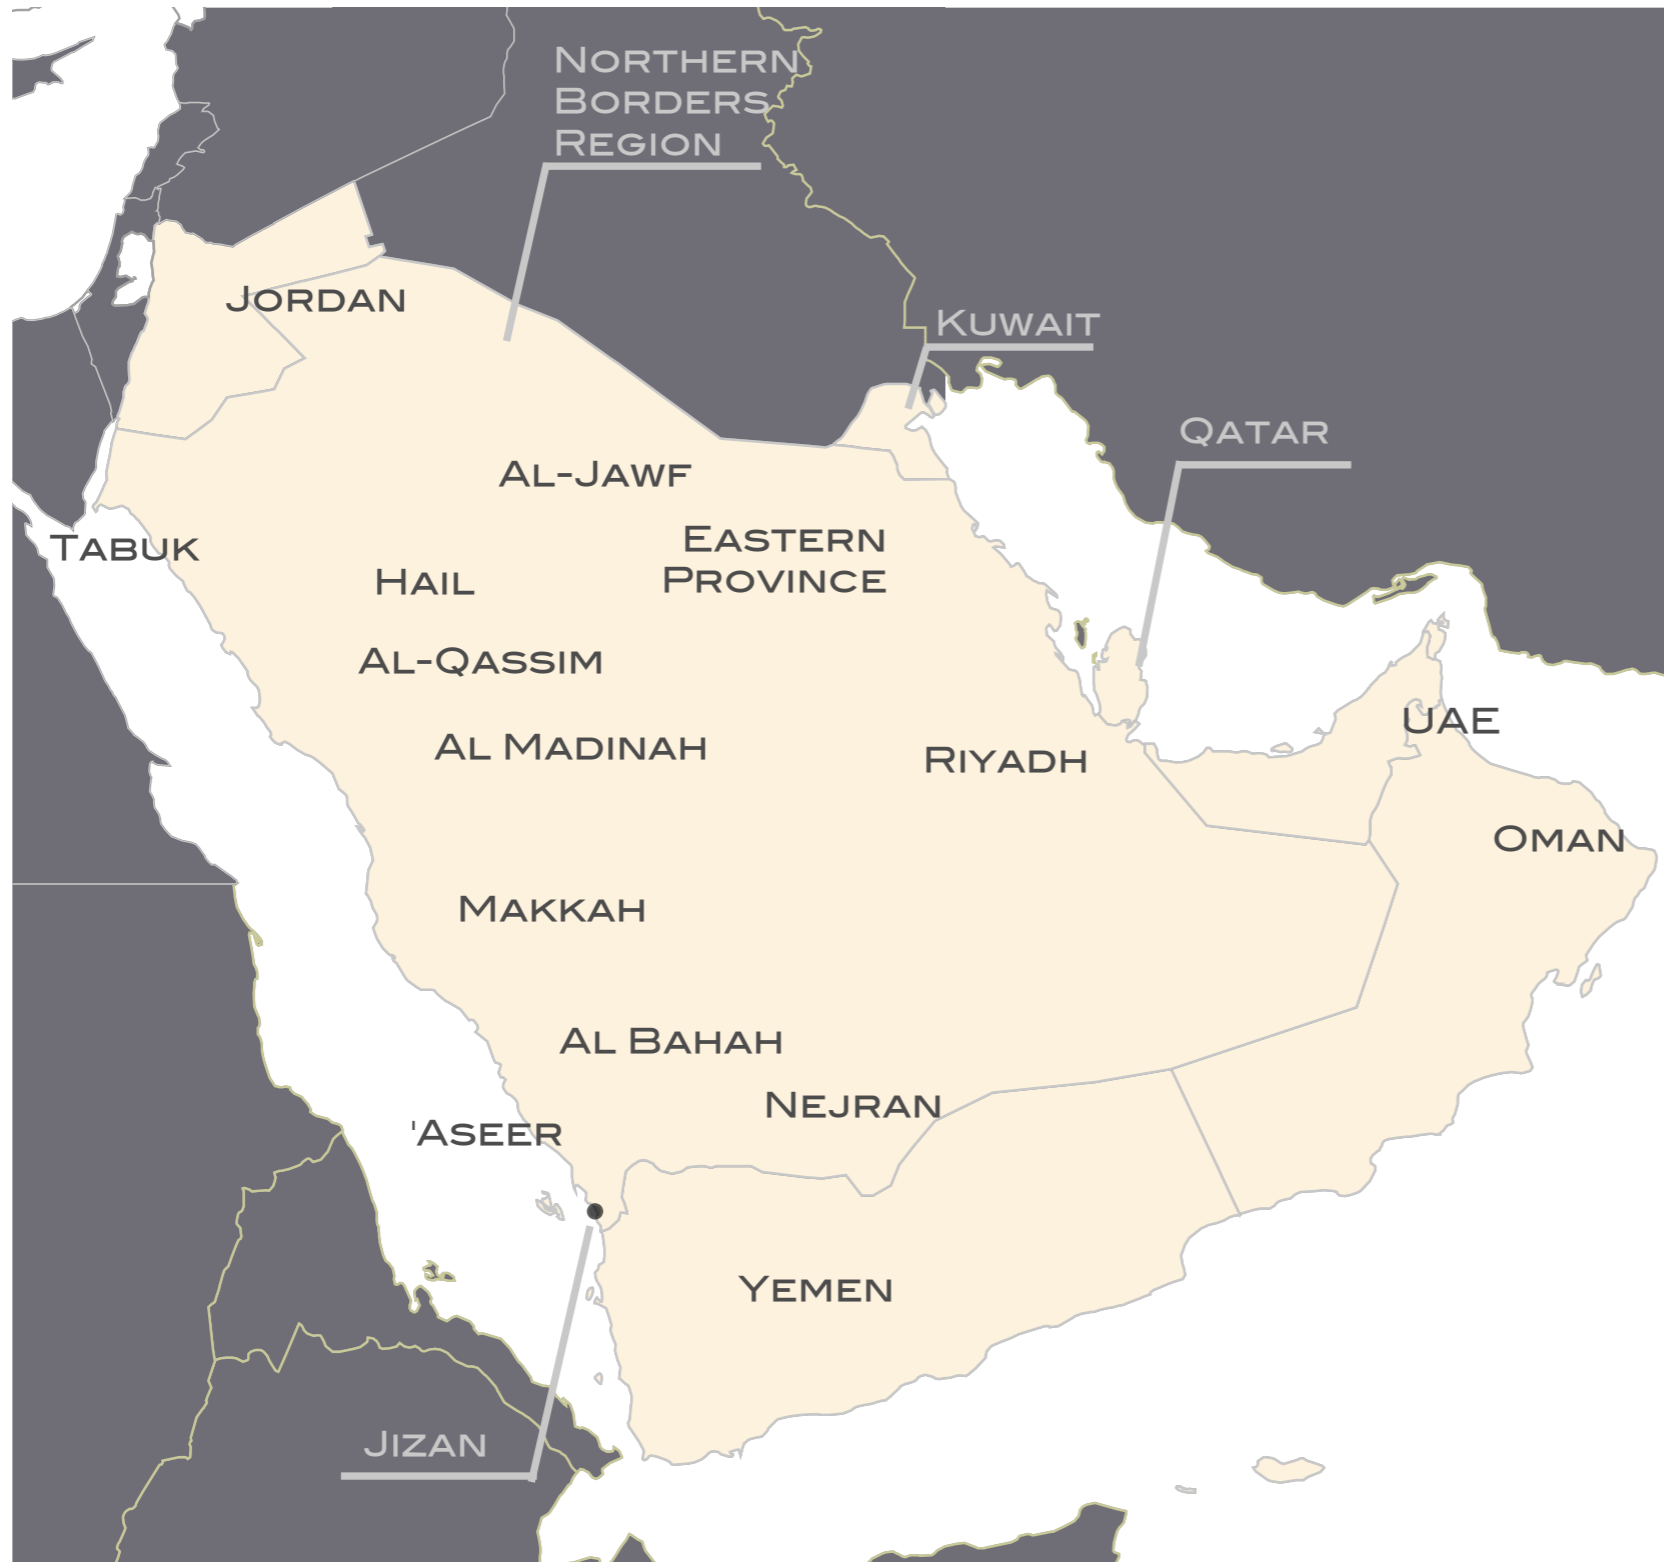 Northern
Borders
Region
Jordan
Kuwait
Qatar
Al-Jawf
Eastern
Province
Tabuk
Hail
Al-Qassim
UAE
Al Madinah
Riyadh
Oman
Makkah
Al Bahah
Nejran
'Aseer
Yemen
Jizan